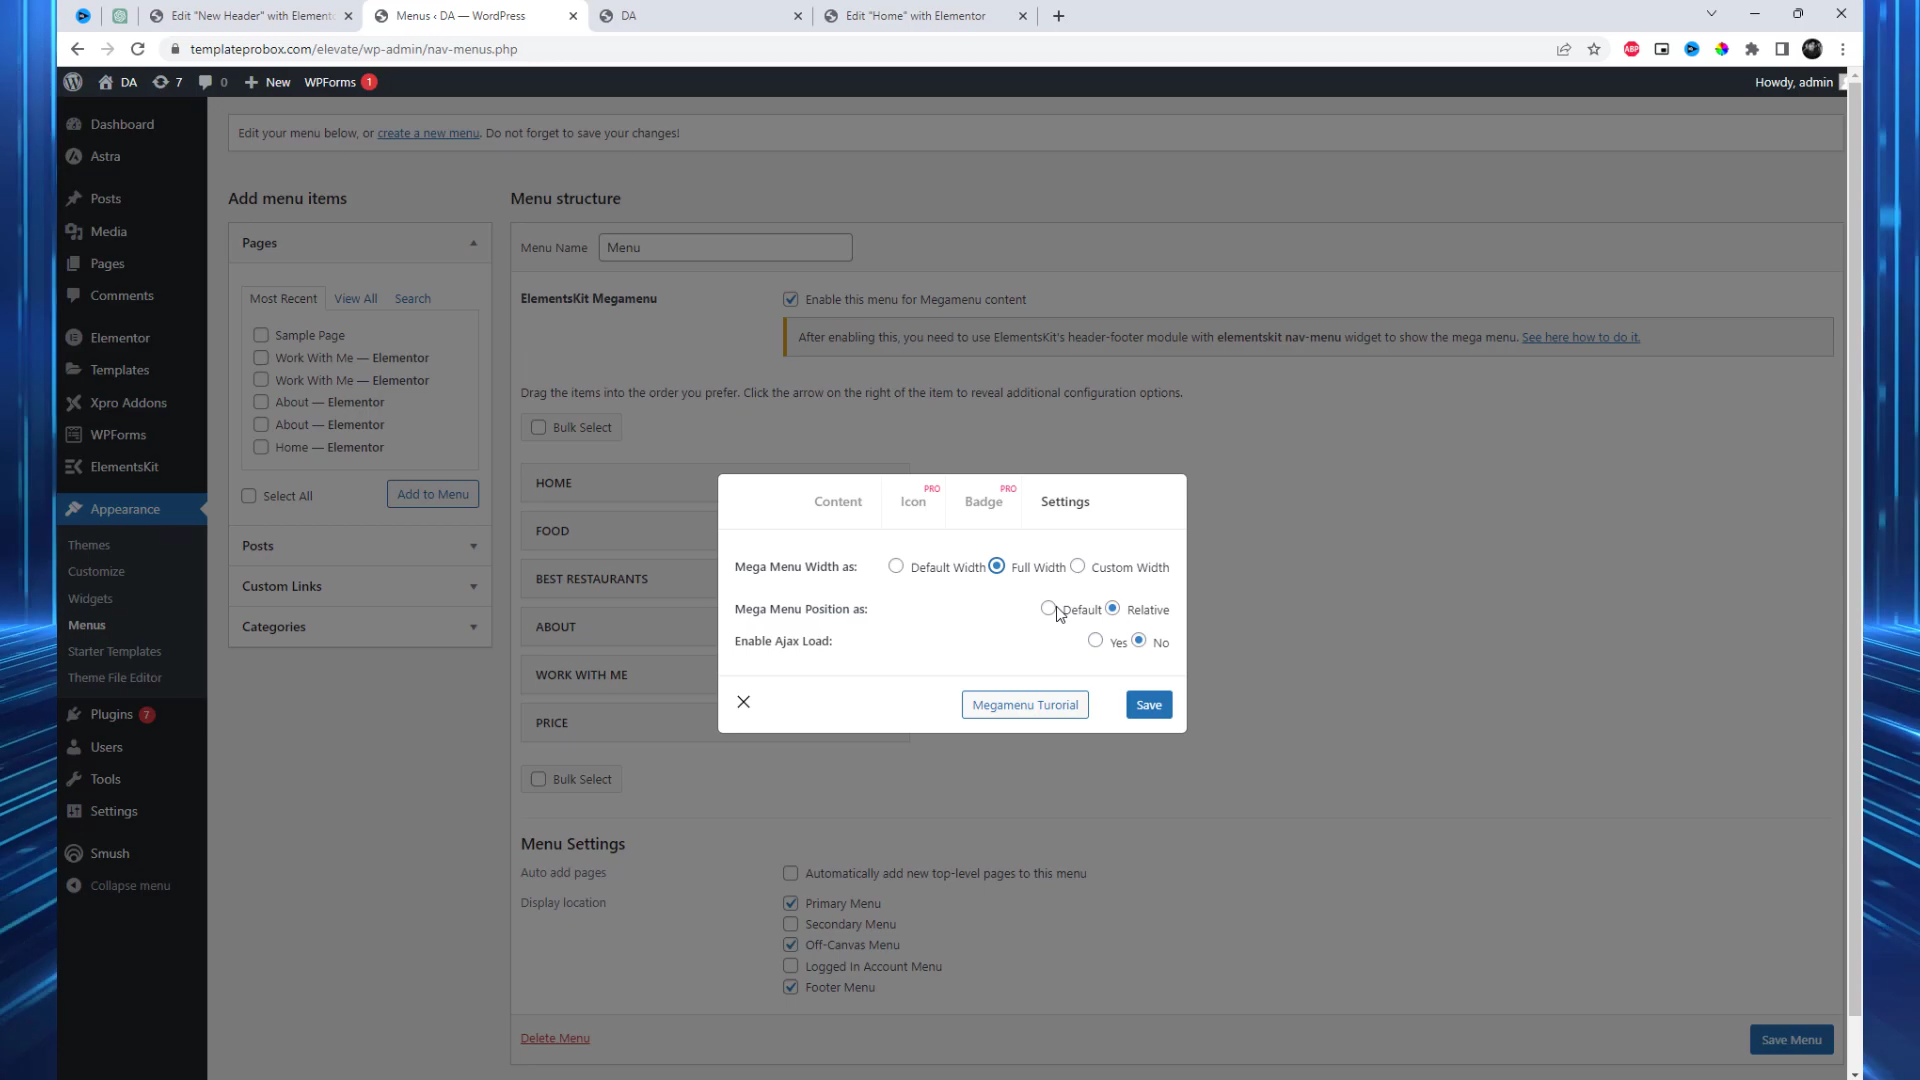 Edit "New Header" with Element
Menus ‹ DA — WordPress
DA
Edit "Home" with Elementor
templateprobox.com/elevate/wp-admin/nav-menus.php
ABP
DA
7
0
New
WPForms 1
Howdy, admin
Dashboard
Astra
Posts
Media
Pages
Comments
Elementor
Templates
Xpro Addons
WPForms
ElementsKit
Appearance
Themes
Customize
Widgets
Menus
Starter Templates
Theme File Editor
Plugins 7
Users
Tools
Settings
Smush
Collapse menu
Edit your menu below, or create a new menu. Do not forget to save your changes!
Add menu items
Pages
Most Recent
View All
Search
Sample Page
Work With Me — Elementor
Work With Me — Elementor
About — Elementor
About — Elementor
Home — Elementor
Select All
Add to Menu
Posts
Custom Links
Categories
Menu structure
Menu Name
Menu
ElementsKit Megamenu
Enable this menu for Megamenu content
After enabling this, you need to use ElementsKit's header-footer module with elementskit nav-menu widget to show the mega menu. See here how to do it.
Drag the items into the order you prefer. Click the arrow on the right of the item to reveal additional configuration options.
Bulk Select
HOME
FOOD
BEST RESTAURANTS
ABOUT
WORK WITH ME
PRICE
Bulk Select
Content
Icon PRO
Badge PRO
Settings
Mega Menu Width as:
Default Width
Full Width
Custom Width
Mega Menu Position as:
Default
Relative
Enable Ajax Load:
Yes
No
Megamenu Turorial
Save
Menu Settings
Auto add pages
Automatically add new top-level pages to this menu
Display location
Primary Menu
Secondary Menu
Off-Canvas Menu
Logged In Account Menu
Footer Menu
Delete Menu
Save Menu